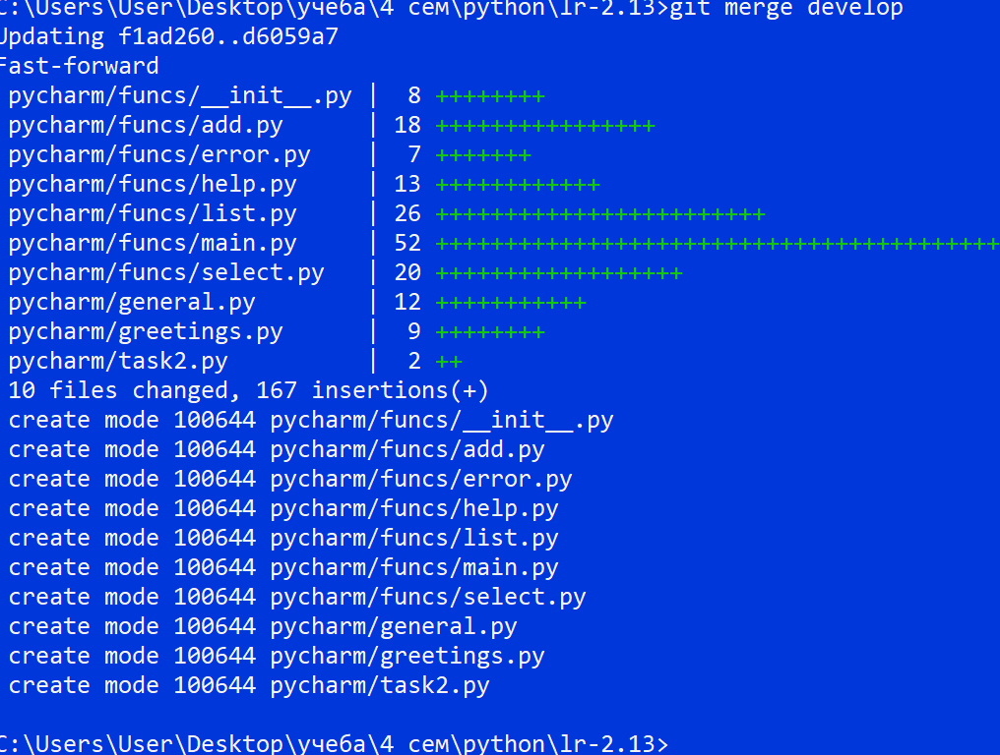 C:\Users\User\Desktop\учеба\4 сем\python\lr-2.13>git merge develop
Updating f1ad260..d6059a7
Fast-forward
pycharm/funcs/__init__.py | 8 ++++++++
pycharm/funcs/add.py | 18 ++++++++++++++++
pycharm/funcs/error.py | 7 +++++++
pycharm/funcs/help.py | 13 ++++++++++++
pycharm/funcs/list.py | 26 ++++++++++++++++++++++++
pycharm/funcs/main.py | 52 +++++++++++++++++++++++++++++++++++++++++
pycharm/funcs/select.py | 20 ++++++++++++++++++
pycharm/general.py | 12 +++++++++++
pycharm/greetings.py | 9 ++++++++
pycharm/task2.py | 2 ++
10 files changed, 167 insertions(+)
create mode 100644 pycharm/funcs/__init__.py
create mode 100644 pycharm/funcs/add.py
create mode 100644 pycharm/funcs/error.py
create mode 100644 pycharm/funcs/help.py
create mode 100644 pycharm/funcs/list.py
create mode 100644 pycharm/funcs/main.py
create mode 100644 pycharm/funcs/select.py
create mode 100644 pycharm/general.py
create mode 100644 pycharm/greetings.py
create mode 100644 pycharm/task2.py
C:\Users\User\Desktop\учеба\4 сем\python\lr-2.13>